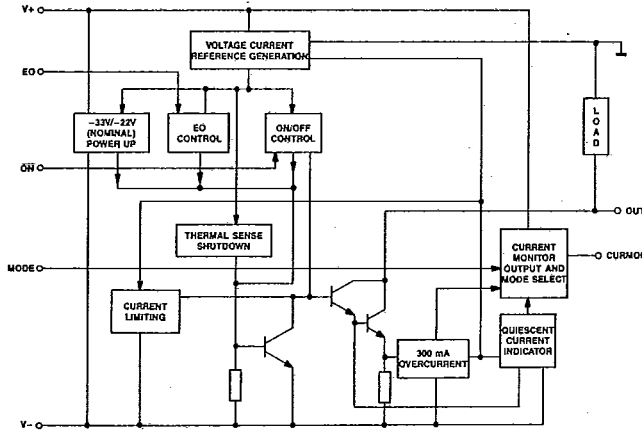 V+
VOLTAGE CURRENT
REFERENCE GENERATION
EO
-33V/-22V
(NOMINAL)
POWER UP
EO
CONTROL
ON/OFF
CONTROL
LOAD
ON
OUT
THERMAL SENSE
SHUTDOWN
CURRENT
MONITOR
OUTPUT AND
MODE SELECT
CURMON
MODE
CURRENT
LIMITING
300 mA
OVERCURRENT
QUIESCENT
CURRENT
INDICATOR
V-